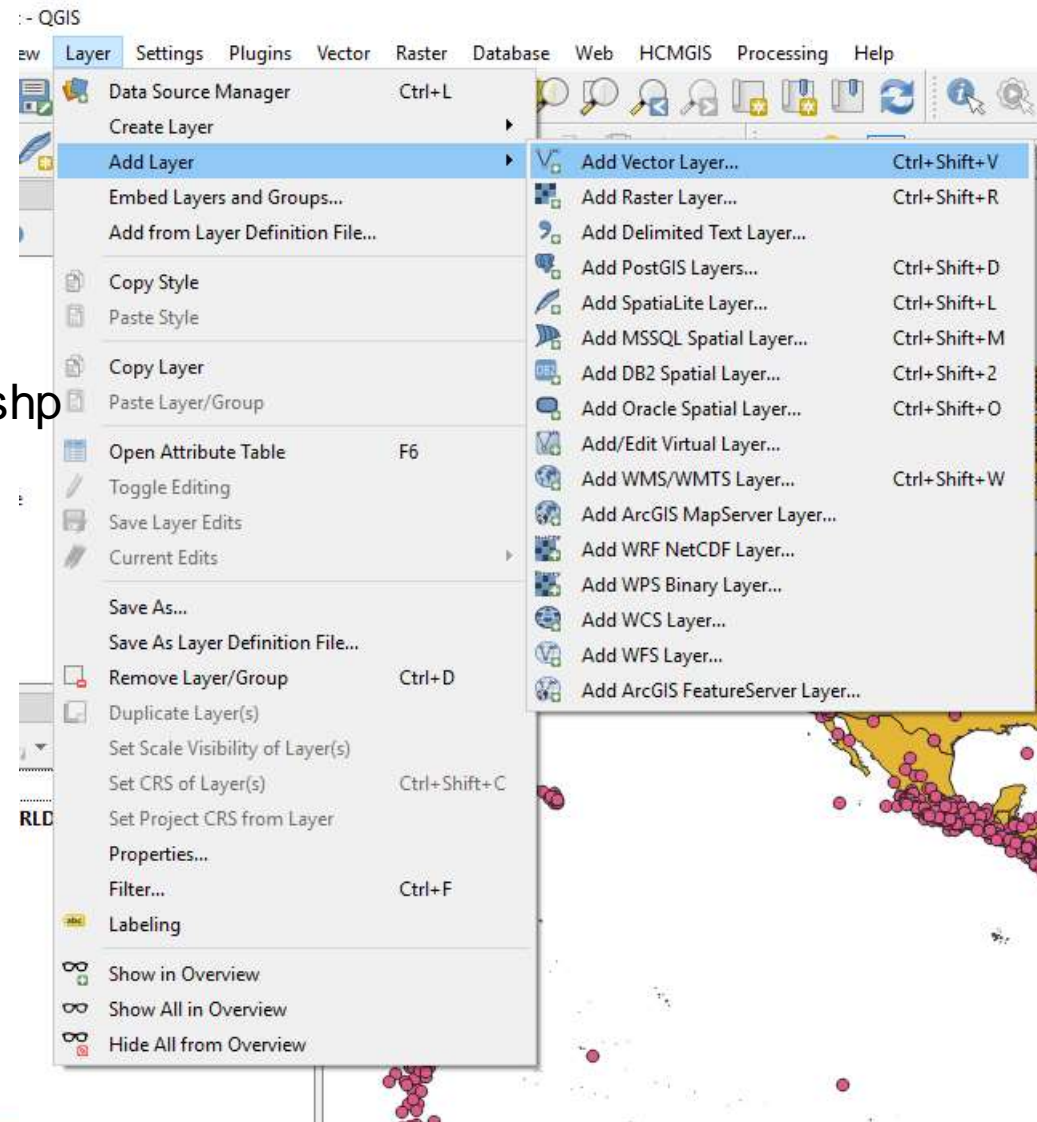 : - QGIS
ew Layer Settings Plugins Vector Raster Database Web HCMGIS Processing Help
Data Source Manager Ctrl+L
Create Layer
Add Layer
Embed Layers and Groups...
Add from Layer Definition File...
Copy Style
Paste Style
Copy Layer
shp
Paste Layer/Group
Open Attribute Table F6
Toggle Editing
Save Layer Edits
Current Edits
Save As...
Save As Layer Definition File...
Remove Layer/Group Ctrl+D
Duplicate Layer(s)
Set Scale Visibility of Layer(s)
Set CRS of Layer(s) Ctrl+Shift+C
RLD
Set Project CRS from Layer
Properties...
Filter... Ctrl+F
abc Labeling
Show in Overview
Show All in Overview
Hide All from Overview
Add Vector Layer... Ctrl+Shift+V
Add Raster Layer... Ctrl+Shift+R
Add Delimited Text Layer...
Add PostGIS Layers... Ctrl+Shift+D
Add SpatiaLite Layer... Ctrl+Shift+L
Add MSSQL Spatial Layer... Ctrl+Shift+M
DB2 Add DB2 Spatial Layer... Ctrl+Shift+2
Add Oracle Spatial Layer... Ctrl+Shift+O
Add/Edit Virtual Layer...
Add WMS/WMTS Layer... Ctrl+Shift+W
Add ArcGIS MapServer Layer...
Add WRF NetCDF Layer...
Add WPS Binary Layer...
Add WCS Layer...
Add WFS Layer...
Add ArcGIS FeatureServer Layer...